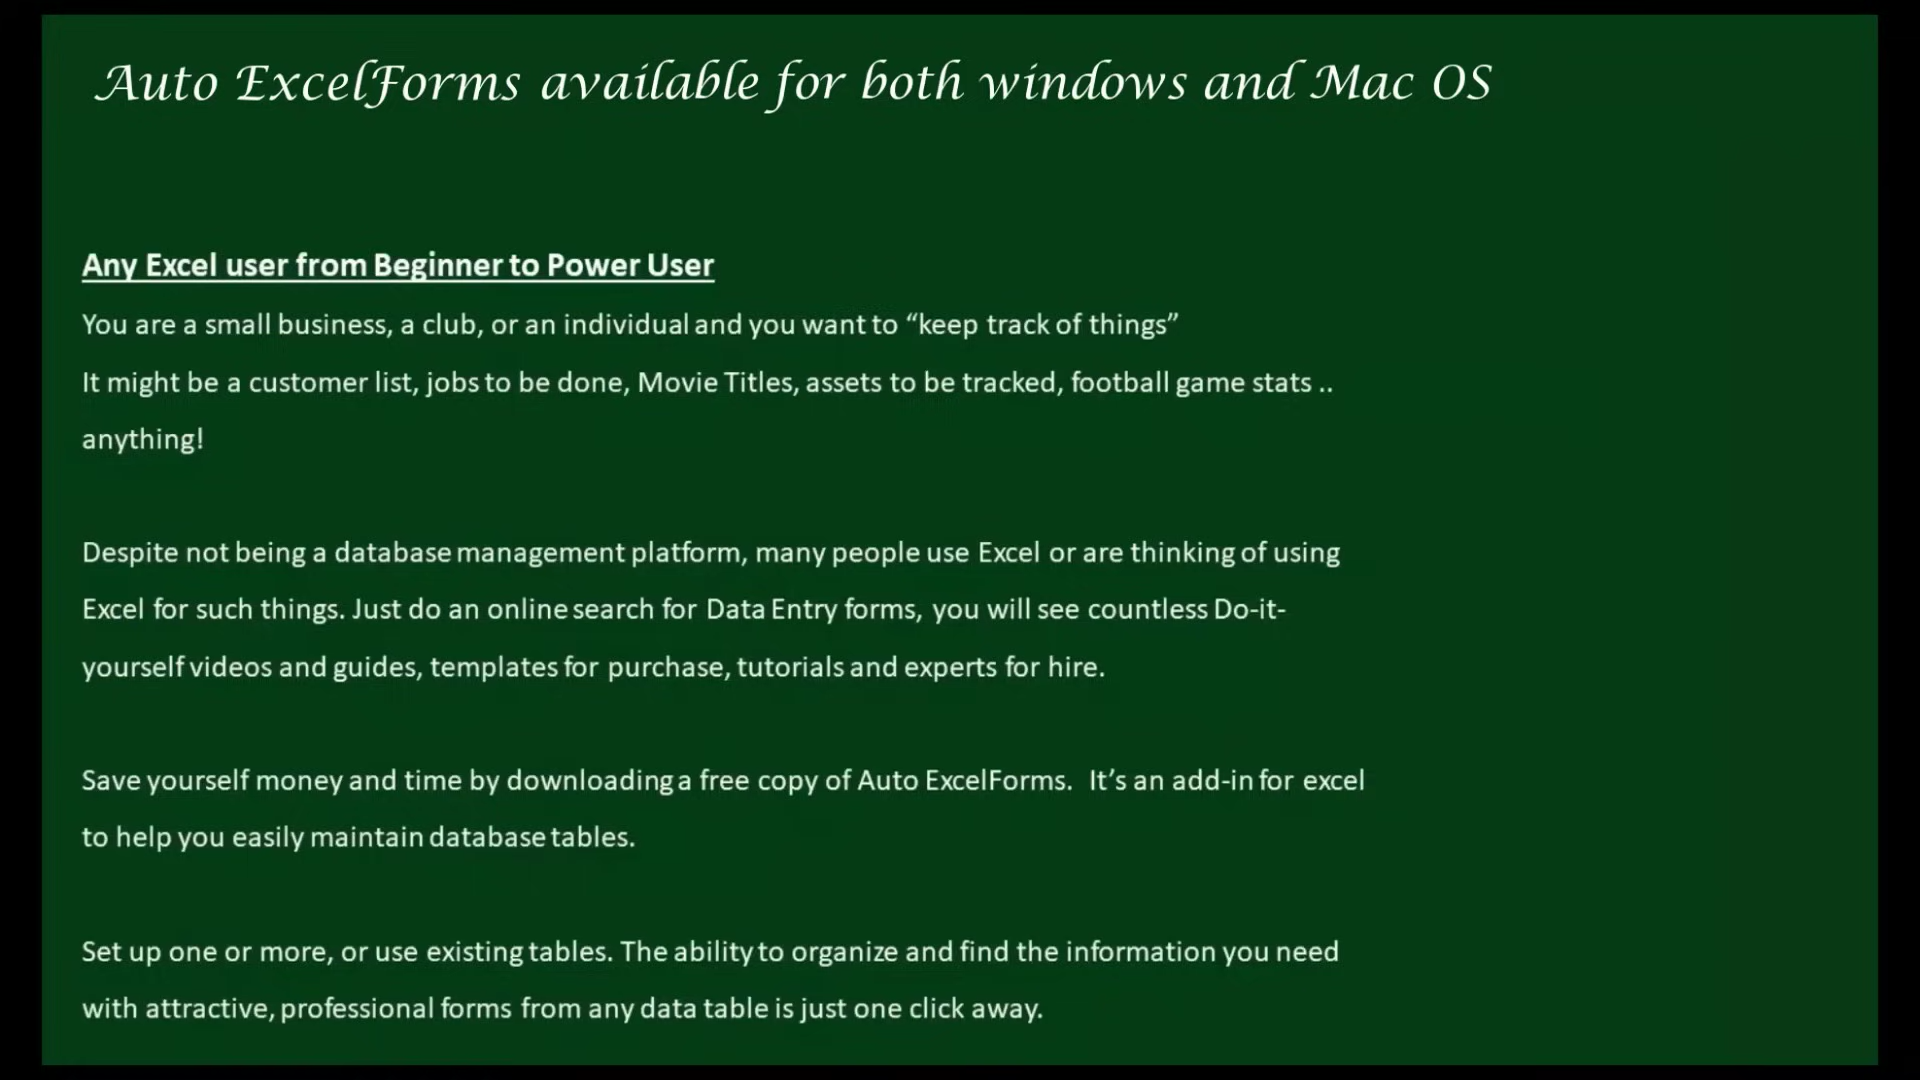 Auto ExcelForms available for both windows and Mac OS
Any Excel user from Beginner to Power User
You are a small business, a club, or an individual and you want to “keep track of things”
It might be a customer list, jobs to be done, Movie Titles, assets to be tracked, football game stats ..
anything!
Despite not being a database management platform, many people use Excel or are thinking of using
Excel for such things. Just do an online search for Data Entry forms, you will see countless Do-it-
yourself videos and guides, templates for purchase, tutorials and experts for hire.
Save yourself money and time by downloading a free copy of Auto ExcelForms.  It’s an add-in for excel
to help you easily maintain database tables.
Set up one or more, or use existing tables. The ability to organize and find the information you need
with attractive, professional forms from any data table is just one click away.